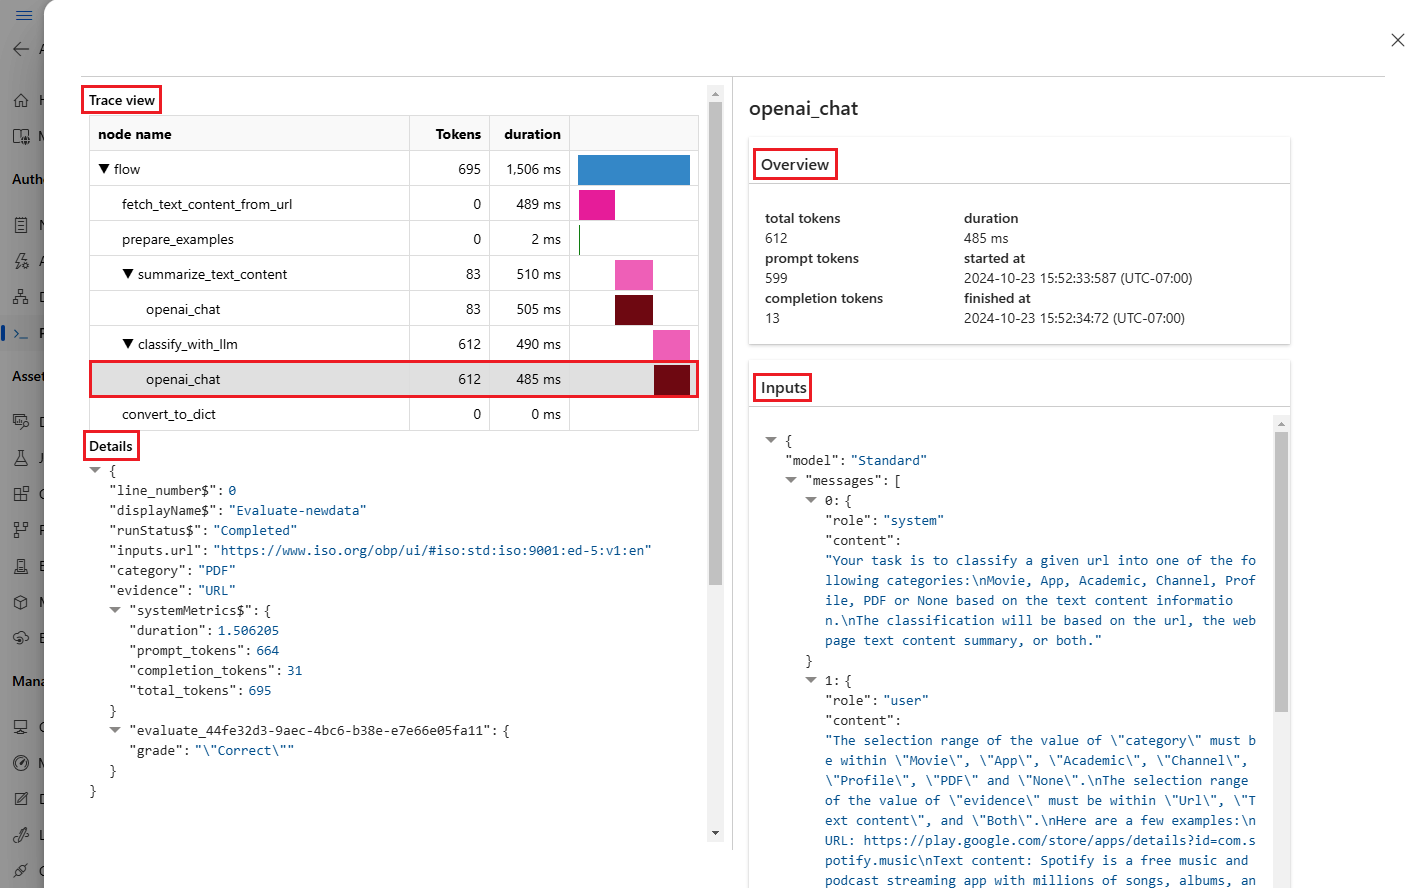 Trace view
node name Tokens duration
▼ flow 695 1,506 ms
fetch_text_content_from_url 0 489 ms
prepare_examples 0 2 ms
▼ summarize_text_content 83 510 ms
openai_chat 83 505 ms
▼ classify_with_llm 612 490 ms
openai_chat 612 485 ms
convert_to_dict 0 0 ms
Details
{
"line_number$": 0
"displayName$": "Evaluate-newdata"
"runStatus$": "Completed"
"inputs.url": "https://www.iso.org/obp/ui/#iso:std:iso:9001:ed-5:v1:en"
"category": "PDF"
"evidence": "URL"
"systemMetrics$": {
"duration": 1.506205
"prompt_tokens": 664
"completion_tokens": 31
"total_tokens": 695
}
"evaluate_44fe32d3-9aec-4bc6-b38e-e7e66e05fa11": {
"grade": "\"Correct\""
}
}
openai_chat
Overview
total tokens duration
612 485 ms
prompt tokens started at
599 2024-10-23 15:52:33:587 (UTC-07:00)
completion tokens finished at
13 2024-10-23 15:52:34:72 (UTC-07:00)
Inputs
{
"model": "Standard"
"messages": [
0: {
"role": "system"
"content":
"Your task is to classify a given url into one of the fo
llowing categories:\nMovie, App, Academic, Channel, Prof
ile, PDF or None based on the text content informatio
n.\nThe classification will be based on the url, the web
page text content summary, or both."
}
1: {
"role": "user"
"content":
"The selection range of the value of \"category\" must b
e within \"Movie\", \"App\", \"Academic\", \"Channel\",
\"Profile\", \"PDF\" and \"None\".\nThe selection range
of the value of \"evidence\" must be within \"Url\", \"T
ext content\", and \"Both\".\nHere are a few examples:\n
URL: https://play.google.com/store/apps/details?id=com.s
potify.music\nText content: Spotify is a free music and
podcast streaming app with millions of songs, albums, an